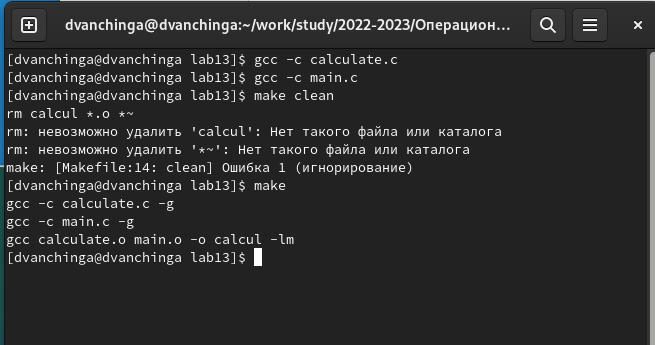 dvanchinga@dvanchinga:~/work/study/2022-2023/Операцион...
[dvanchinga@dvanchinga lab13]$ gcc -c calculate.c
[dvanchinga@dvanchinga lab13]$ gcc -c main.c
[dvanchinga@dvanchinga lab13]$ make clean
rm calcul *.o *~
rm: невозможно удалить 'calcul': Нет такого файла или каталога
rm: невозможно удалить '*~': Нет такого файла или каталога
make: [Makefile:14: clean] Ошибка 1 (игнорирование)
[dvanchinga@dvanchinga lab13]$ make
gcc -c calculate.c -g
gcc -c main.c -g
gcc calculate.o main.o -o calcul -lm
[dvanchinga@dvanchinga lab13]$